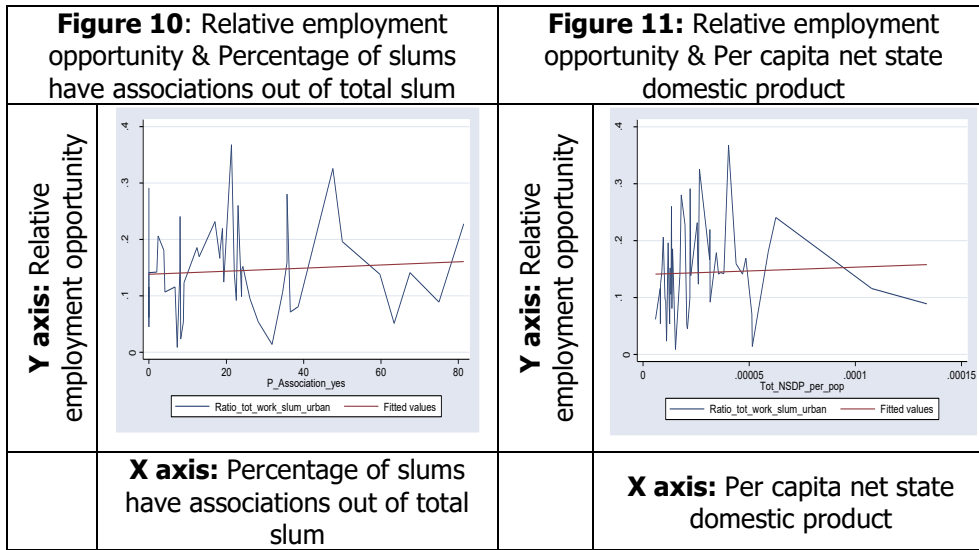 Figure 10: Relative employment
opportunity & Percentage of slums
have associations out of total slum
Figure 11: Relative employment
opportunity & Per capita net state
domestic product
Y axis: Relative
employment opportunity
.4
.3
.2
.1
0
0 20 40 60 80
P_Association_yes
Ratio_tot_work_slum_urban Fitted values
Y axis: Relative
employment opportunity
.4
.3
.2
.1
0
0 .00005 .0001 .00015
Tot_NSDP_per_pop
Ratio_tot_work_slum_urban Fitted values
X axis: Percentage of slums
have associations out of total
slum
X axis: Per capita net state
domestic product